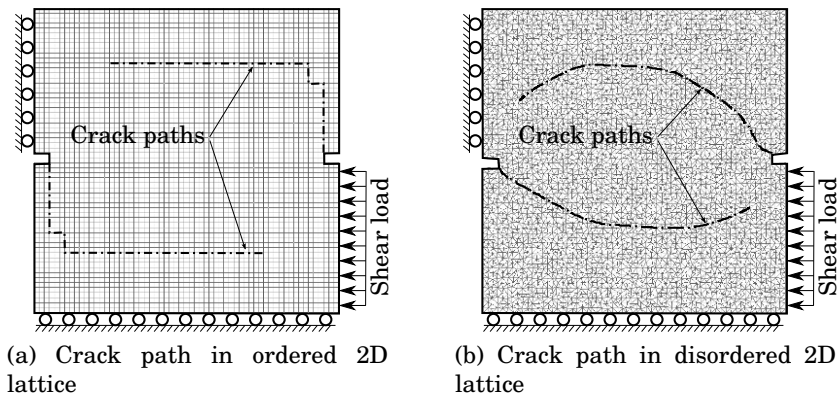 Crack paths
Shear load
Crack paths
Shear load
(a) Crack path in ordered 2D
lattice
(b) Crack path in disordered 2D
lattice